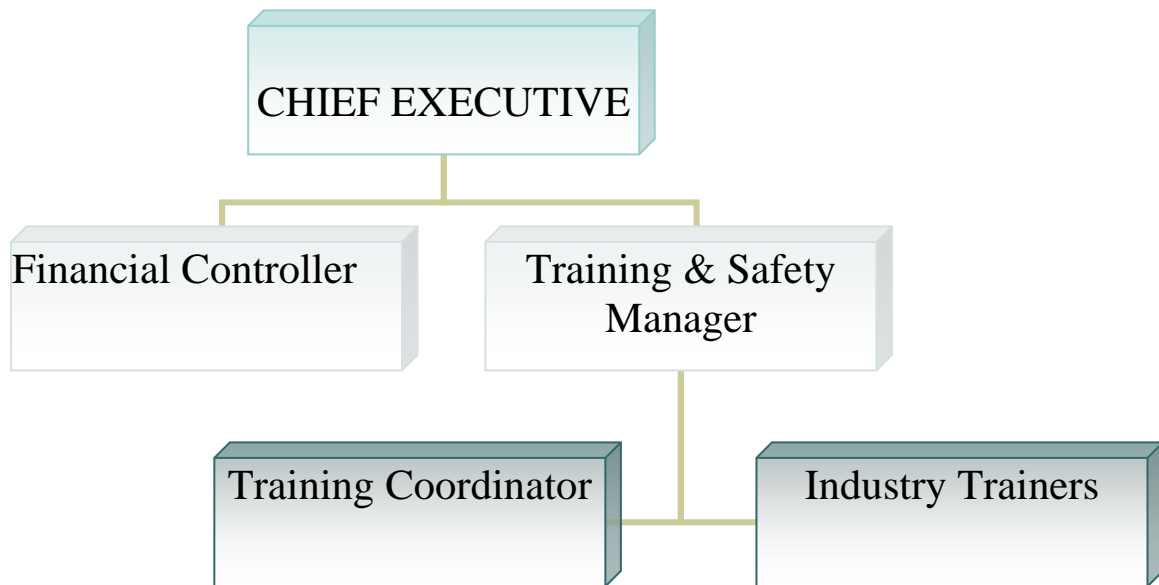 CHIEF EXECUTIVE
Financial Controller
Training & Safety
Manager
Training Coordinator
Industry Trainers